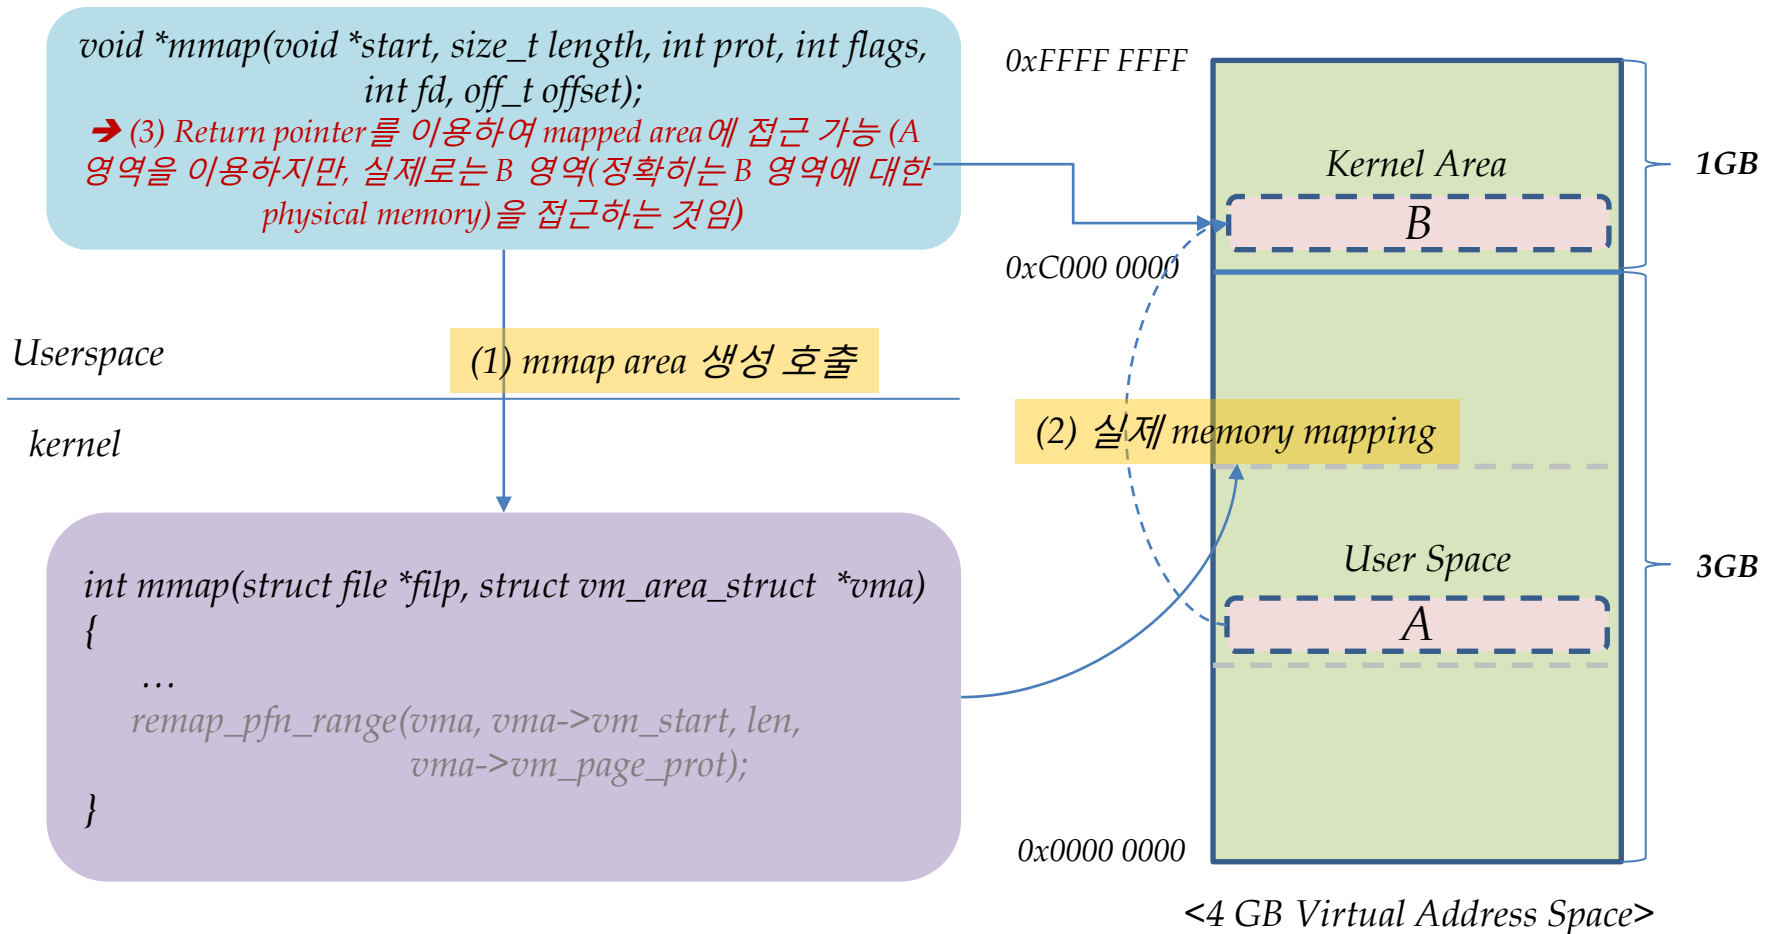 void *mmap(void *start, size_t length, int prot, int flags,
int fd, off_t offset);
➔ (3) Return pointer를 이용하여 mapped area에 접근 가능 (A
영역을 이용하지만, 실제로는 B 영역(정확히는 B 영역에 대한
physical memory)을 접근하는 것임)
Userspace
(1) mmap area 생성 호출
kernel
int mmap(struct file *filp, struct vm_area_struct *vma)
{
…
remap_pfn_range(vma, vma->vm_start, len,
vma->vm_page_prot);
}
0xFFFF FFFF
Kernel Area
1GB
B
0xC000 0000
(2) 실제 memory mapping
User Space
3GB
A
0x0000 0000
<4 GB Virtual Address Space>